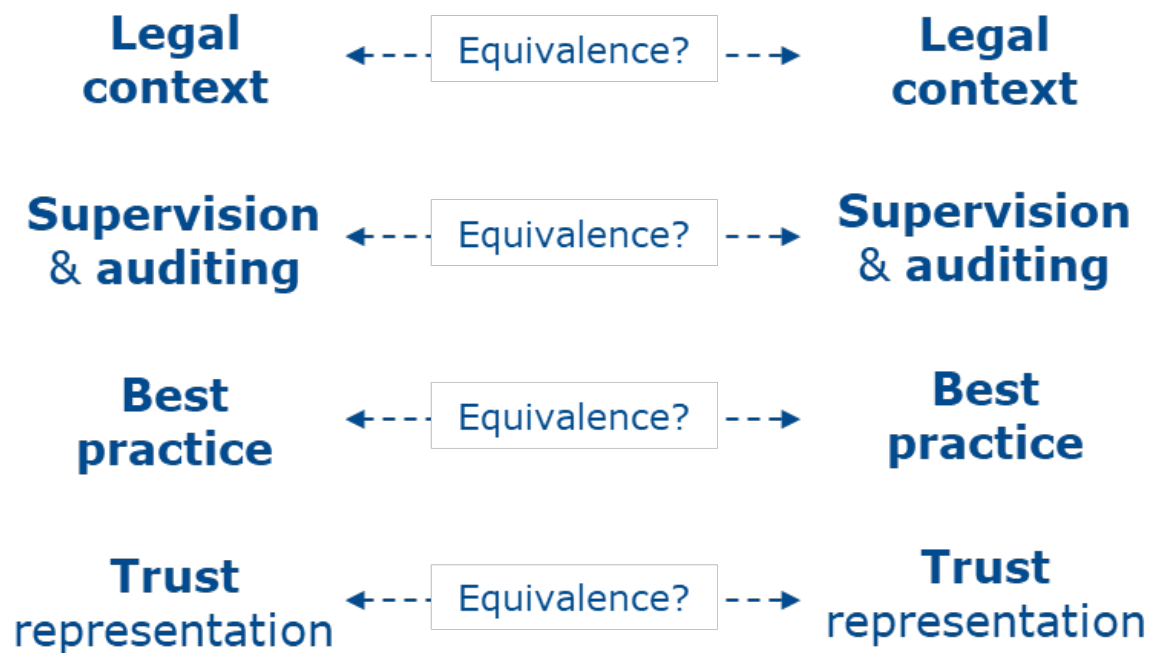 Legal
context
Equivalence?
Legal
context
Supervision
& auditing
Equivalence?
Supervision
& auditing
Best
practice
Equivalence?
Best
practice
Trust
representation
Equivalence?
Trust
representation